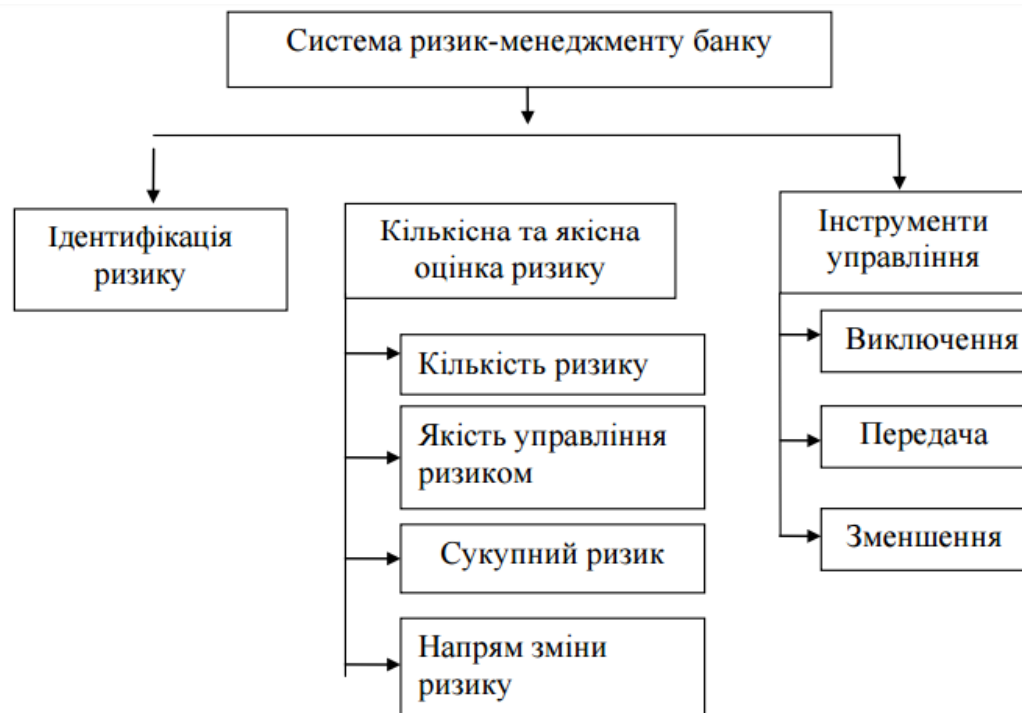 Система ризик-менеджменту банку
Ідентифікація
ризику
Кількісна та якісна
оцінка ризику
Кількість ризику
Якість управління
ризиком
Сукупний ризик
Напрям зміни
ризику
Інструменти
управління
Виключення
Передача
Зменшення